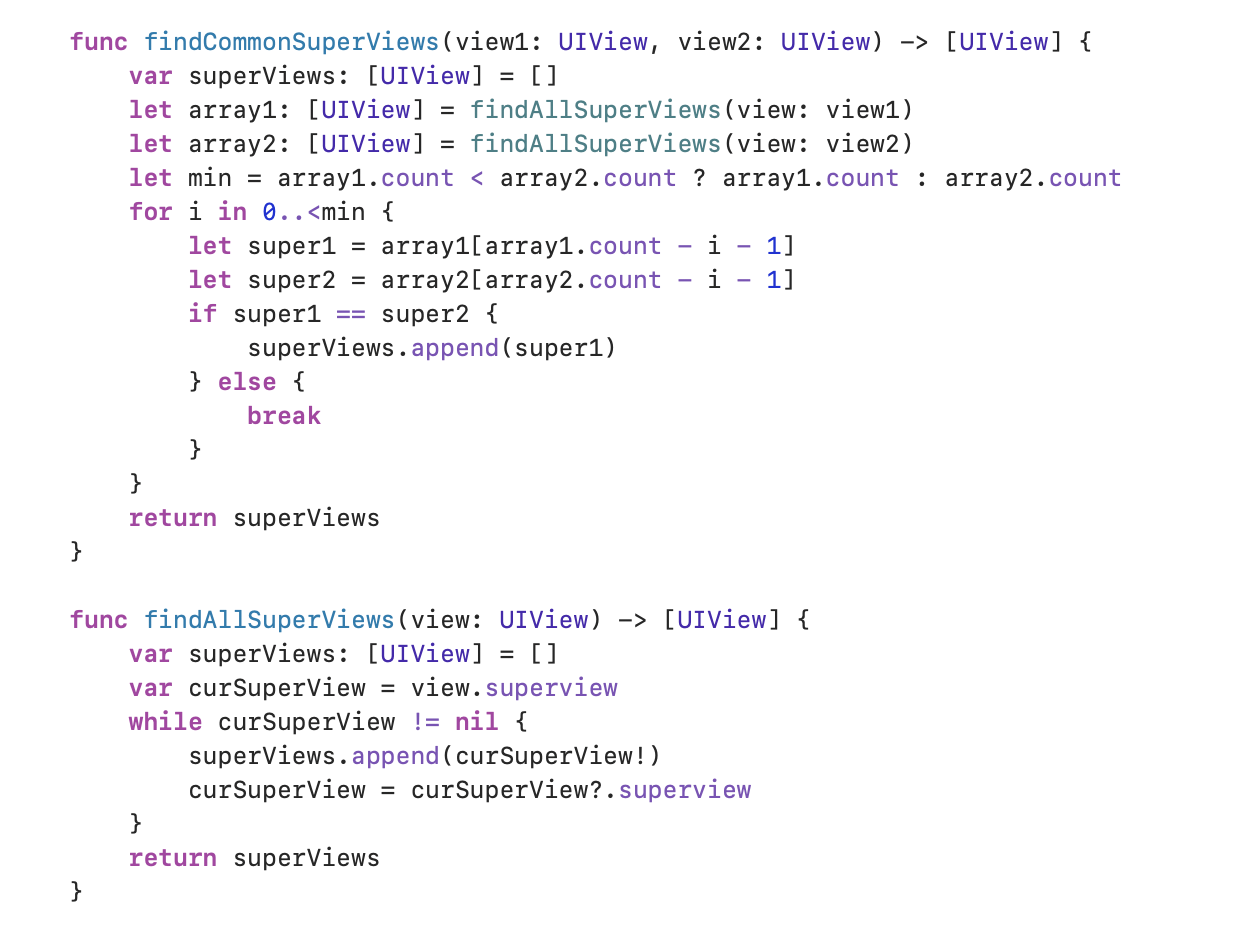 func findCommonSuperViews(view1: UIView, view2: UIView) -> [UIView] {
    var superViews: [UIView] = []
    let array1: [UIView] = findAllSuperViews(view: view1)
    let array2: [UIView] = findAllSuperViews(view: view2)
    let min = array1.count < array2.count ? array1.count : array2.count
    for i in 0..<min {
        let super1 = array1[array1.count - i - 1]
        let super2 = array2[array2.count - i - 1]
        if super1 == super2 {
            superViews.append(super1)
        } else {
            break
        }
    }
    return superViews
}

func findAllSuperViews(view: UIView) -> [UIView] {
    var superViews: [UIView] = []
    var curSuperView = view.superview
    while curSuperView != nil {
        superViews.append(curSuperView!)
        curSuperView = curSuperView?.superview
    }
    return superViews
}